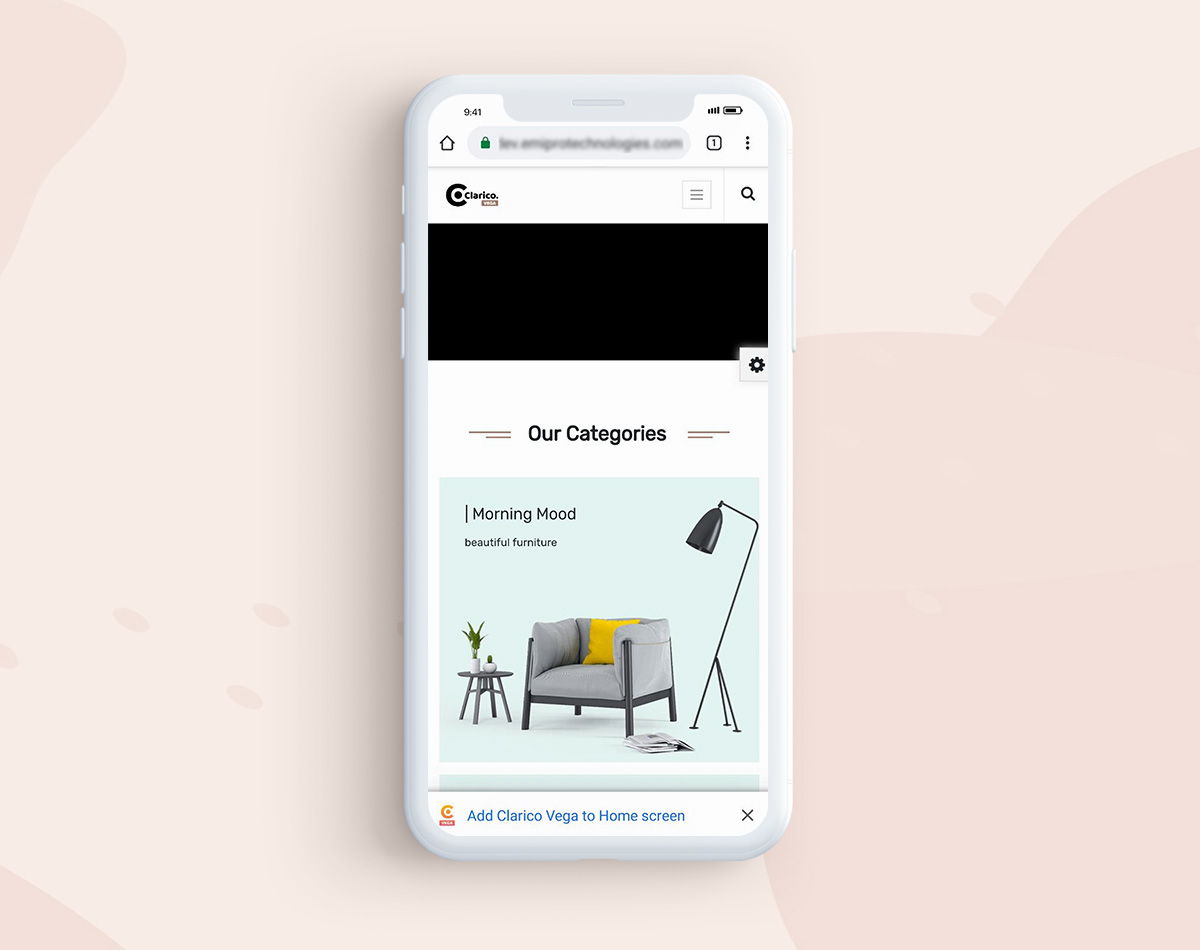 9:41
lev.emiprotechnologies.com
1
Clarico.
VEGA
Our Categories
| Morning Mood
beautiful furniture
VEGA
Add Clarico Vega to Home screen